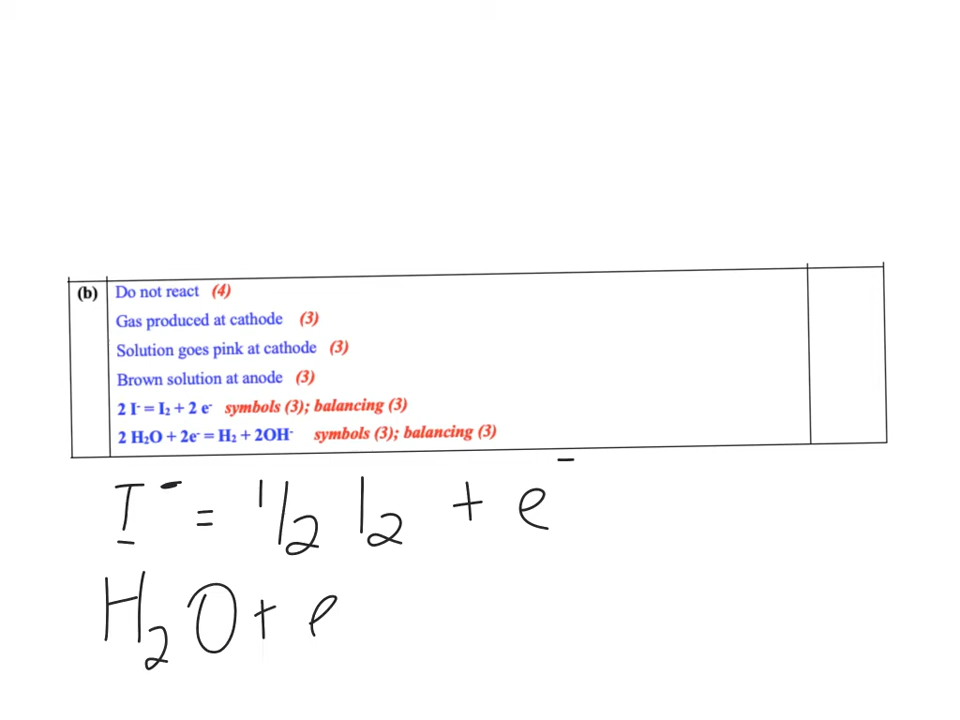 (b) Do not react (4)
Gas produced at cathode (3)
Solution goes pink at cathode (3)
Brown solution at anode (3)
2 I⁻ = I₂ + 2 e⁻ symbols (3); balancing (3)
2 H₂O + 2e⁻ = H₂ + 2OH⁻ symbols (3); balancing (3)
I⁻ = 1/2 I₂ + e⁻
H₂O + e